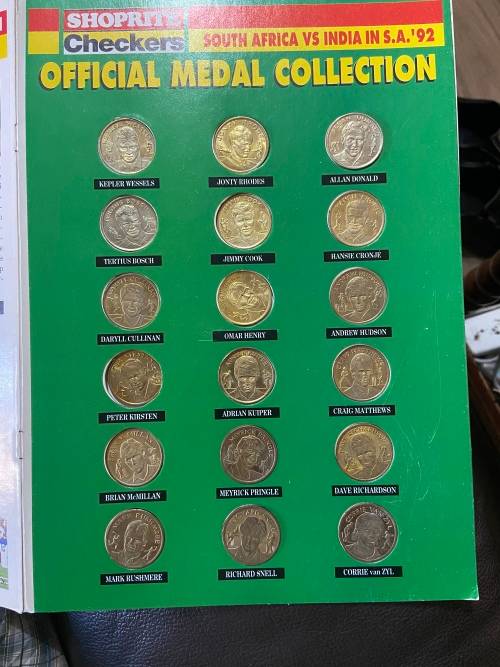 SHOPRITE
Checkers
SOUTH AFRICA VS INDIA IN S.A.'92
OFFICIAL MEDAL COLLECTION
KEPLER WESSELS
JONTY RHODES
ALLAN DONALD
TERTIUS BOSCH
JIMMY COOK
HANSIE CRONJE
DARYLL CULLINAN
OMAR HENRY
ANDREW HUDSON
PETER KIRSTEN
ADRIAN KUIPER
CRAIG MATTHEWS
BRIAN McMILLAN
MEYRICK PRINGLE
DAVE RICHARDSON
MARK RUSHMERE
RICHARD SNELL
CORRIE van ZYL